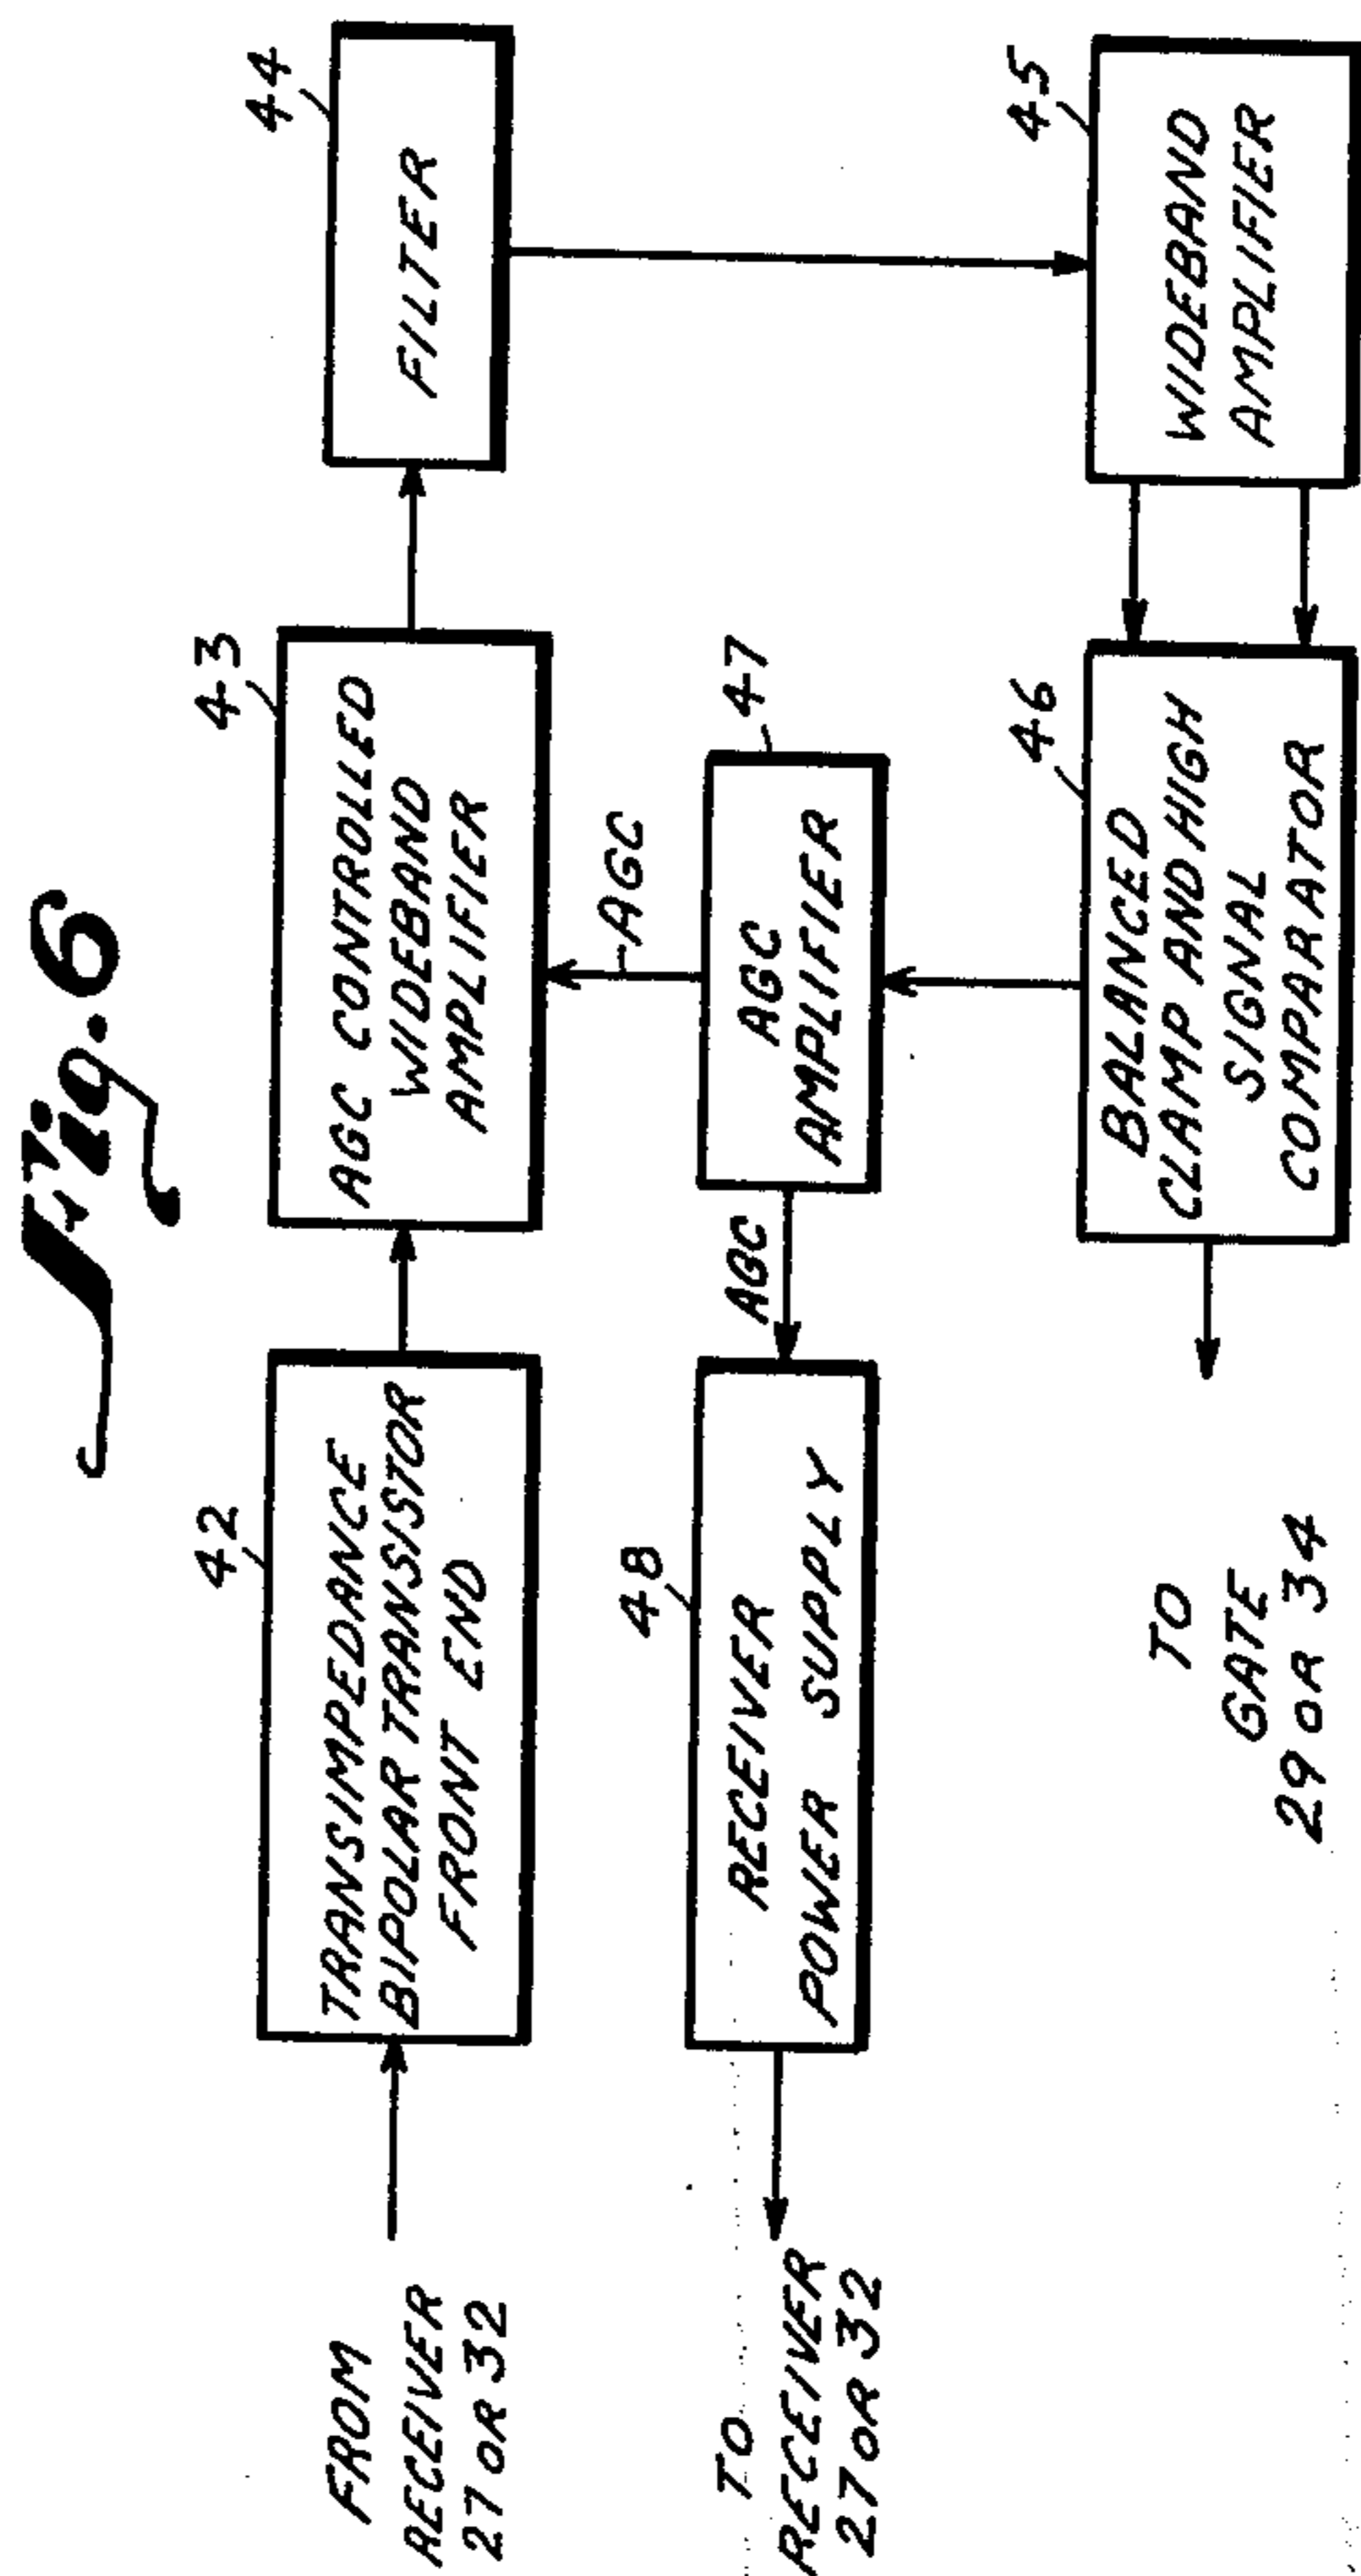 Fig. 6
42
43
44
FROM
RECEIVER
27 OR 32
TRANSIMPEDANCE
BIPOLAR TRANSISTOR
FRONT END
AGC CONTROLLED
WIDEBAND
AMPLIFIER
FILTER
AGC
48
47
TO
RECEIVER
27 OR 32
RECEIVER
POWER SUPPLY
AGC
AGC
AMPLIFIER
46
45
TO
GATE
29 OR 34
BALANCED
CLAMP AND HIGH
SIGNAL
COMPARATOR
WIDEBAND
AMPLIFIER